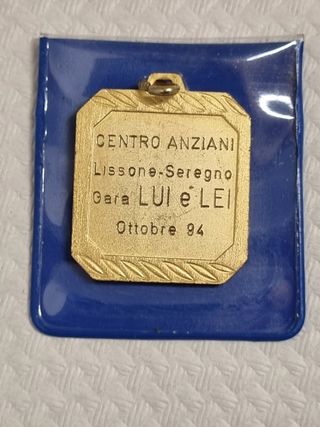 CENTRO ANZIANI
Lissone-Seregno
Gara LUI e LEI
Ottobre 94